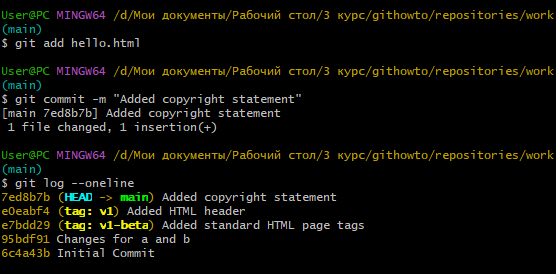 User@PC MINGW64 /d/Мои документы/Рабочий стол/3 курс/githowto/repositories/work
(main)
$ git add hello.html
User@PC MINGW64 /d/Мои документы/Рабочий стол/3 курс/githowto/repositories/work
(main)
$ git commit -m "Added copyright statement"
[main 7ed8b7b] Added copyright statement
1 file changed, 1 insertion(+)
User@PC MINGW64 /d/Мои документы/Рабочий стол/3 курс/githowto/repositories/work
(main)
$ git log --oneline
7ed8b7b (HEAD -> main) Added copyright statement
e0eabf4 (tag: v1) Added HTML header
e7bdd29 (tag: v1-beta) Added standard HTML page tags
95bdf91 Changes for a and b
6c4a43b Initial Commit